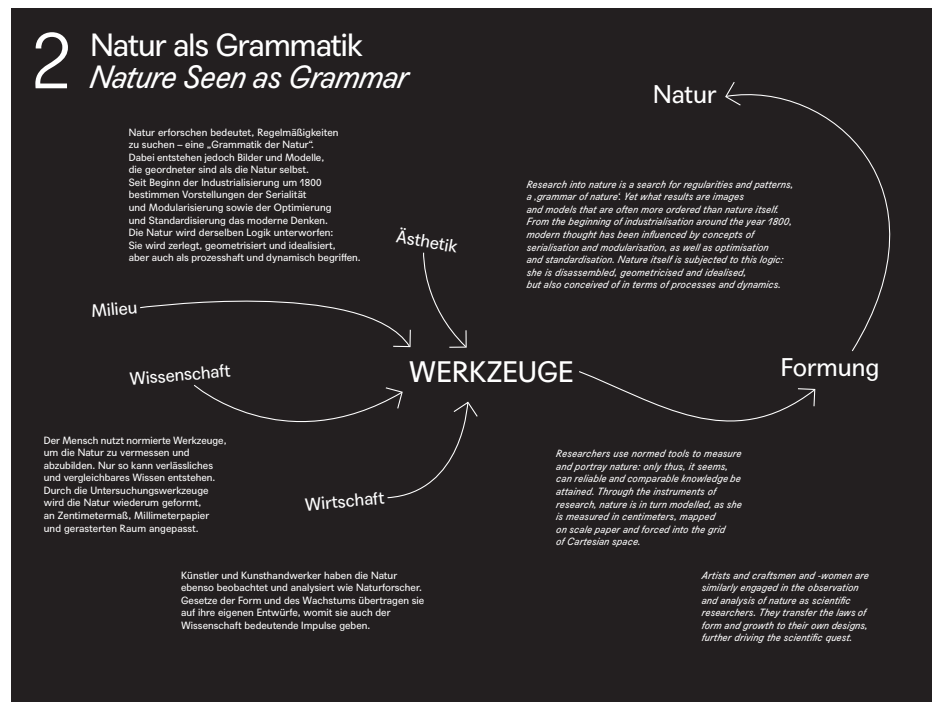 2
Natur als Grammatik
Nature Seen as Grammar
Natur
Natur erforschen bedeutet, Regelmäßigkeiten
zu suchen – eine „Grammatik der Natur“.
Dabei entstehen jedoch Bilder und Modelle,
die geordneter sind als die Natur selbst.
Seit Beginn der Industrialisierung um 1800
bestimmen Vorstellungen der Serialität
und Modularisierung sowie der Optimierung
und Standardisierung das moderne Denken.
Die Natur wird derselben Logik unterworfen:
Sie wird zerlegt, geometrisiert und idealisiert,
aber auch als prozesshaft und dynamisch begriffen.
Research into nature is a search for regularities and patterns,
a ‚grammar of nature‘. Yet what results are images
and models that are often more ordered than nature itself.
From the beginning of industrialisation around the year 1800,
modern thought has been influenced by concepts of
serialisation and modularisation, as well as optimisation
and standardisation. Nature itself is subjected to this logic:
she is disassembled, geometricised and idealised,
but also conceived of in terms of processes and dynamics.
Ästhetik
Milieu
Wissenschaft
WERKZEUGE
Formung
Der Mensch nutzt normierte Werkzeuge,
um die Natur zu vermessen und
abzubilden. Nur so kann verlässliches
und vergleichbares Wissen entstehen.
Durch die Untersuchungswerkzeuge
wird die Natur wiederum geformt,
an Zentimetermaß, Millimeterpapier
und gerasterten Raum angepasst.
Wirtschaft
Researchers use normed tools to measure
and portray nature: only thus, it seems,
can reliable and comparable knowledge be
attained. Through the instruments of
research, nature is in turn modelled, as she
is measured in centimeters, mapped
on scale paper and forced into the grid
of Cartesian space.
Künstler und Kunsthandwerker haben die Natur
ebenso beobachtet und analysiert wie Naturforscher.
Gesetze der Form und des Wachstums übertragen sie
auf ihre eigenen Entwürfe, womit sie auch der
Wissenschaft bedeutende Impulse geben.
Artists and craftsmen and -women are
similarly engaged in the observation
and analysis of nature as scientific
researchers. They transfer the laws of
form and growth to their own designs,
further driving the scientific quest.